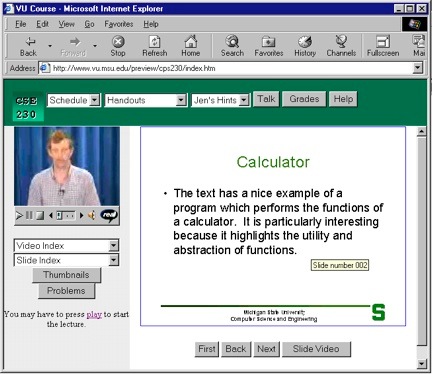 VU Course - Microsoft Internet Explorer
File Edit View Go Favorites Help
Back Forward Stop Refresh Home Search Favorites History Channels Fullscreen Mai
Address http://www.vu.msu.edu/preview/cps230/index.htm
CSE
230
Schedule Handouts Jen's Hints Talk Grades Help
real
Video Index
Slide Index
Thumbnails
Problems
You may have to press play to start
the lecture.
Calculator
• The text has a nice example of a
program which performs the functions of
a calculator. It is particularly interesting
because it highlights the utility and
abstraction of functions.
Slide number 002
Michigan State University
Computer Science and Engineering
S
First Back Next Slide Video